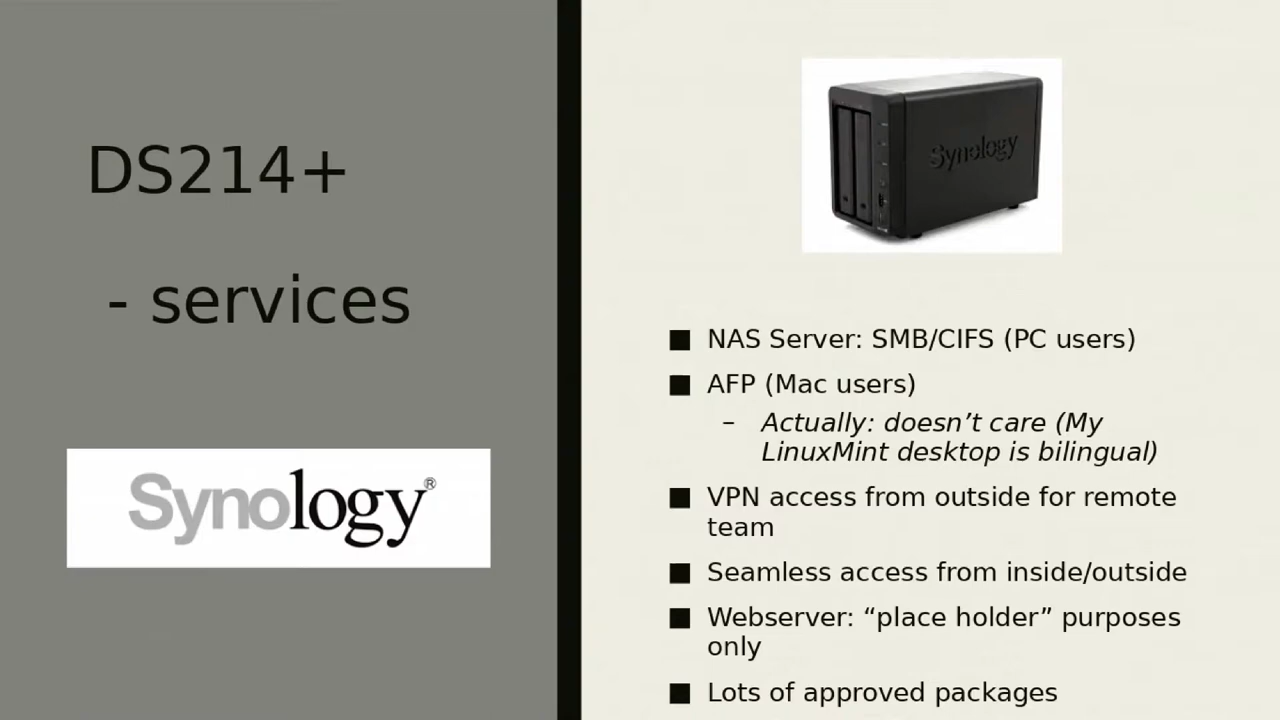 DS214+
- services
Synology®
Synology
■ NAS Server: SMB/CIFS (PC users)
■ AFP (Mac users)
– Actually: doesn’t care (My
LinuxMint desktop is bilingual)
■ VPN access from outside for remote
team
■ Seamless access from inside/outside
■ Webserver: “place holder” purposes
only
■ Lots of approved packages